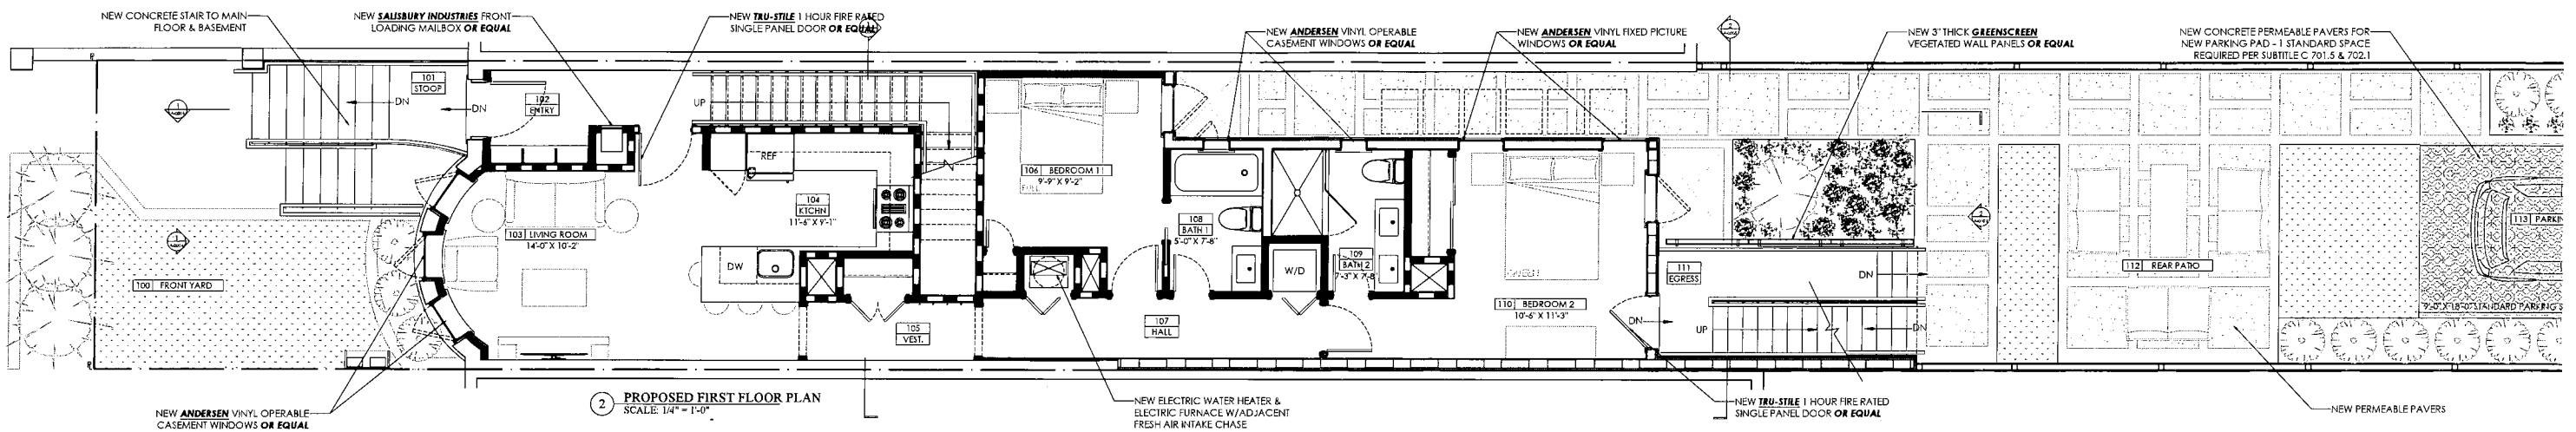 NEW CONCRETE STAIR TO MAIN
FLOOR & BASEMENT
NEW SALISBURY INDUSTRIES FRONT
LOADING MAILBOX OR EQUAL
NEW TRU-STILE 1 HOUR FIRE RATED
SINGLE PANEL DOOR OR EQUAL
NEW ANDERSEN VINYL OPERABLE
CASEMENT WINDOWS OR EQUAL
NEW ANDERSEN VINYL FIXED PICTURE
WINDOWS OR EQUAL
NEW 3" THICK GREENSCREEN
VEGETATED WALL PANELS OR EQUAL
NEW CONCRETE PERMEABLE PAVERS FOR
NEW PARKING PAD - 1 STANDARD SPACE
REQUIRED PER SUBTITLE C 701.5 & 702.1
101
STOOP
DN
DN
102
ENTRY
UP
REF
104
KTCHN
11'-6" X 9'-1"
103 LIVING ROOM
14'-0" X 10'-2"
DW
100 FRONT YARD
105
VEST.
106 BEDROOM 1
9'-9" X 9'-2"
FULL
108
BATH 1
5'-0" X 7'-8"
W/D
109
BATH 2
7'-3" X 7'-8"
107
HALL
110 BEDROOM 2
10'-6" X 11'-3"
111
EGRESS
DN
DN
UP
DN
112 REAR PATIO
113 PARKIN
9'-0" X 18'-0" STANDARD PARKING S
2 PROPOSED FIRST FLOOR PLAN
SCALE: 1/4" = 1'-0"
NEW ANDERSEN VINYL OPERABLE
CASEMENT WINDOWS OR EQUAL
NEW ELECTRIC WATER HEATER &
ELECTRIC FURNACE W/ADJACENT
FRESH AIR INTAKE CHASE
NEW TRU-STILE 1 HOUR FIRE RATED
SINGLE PANEL DOOR OR EQUAL
NEW PERMEABLE PAVERS